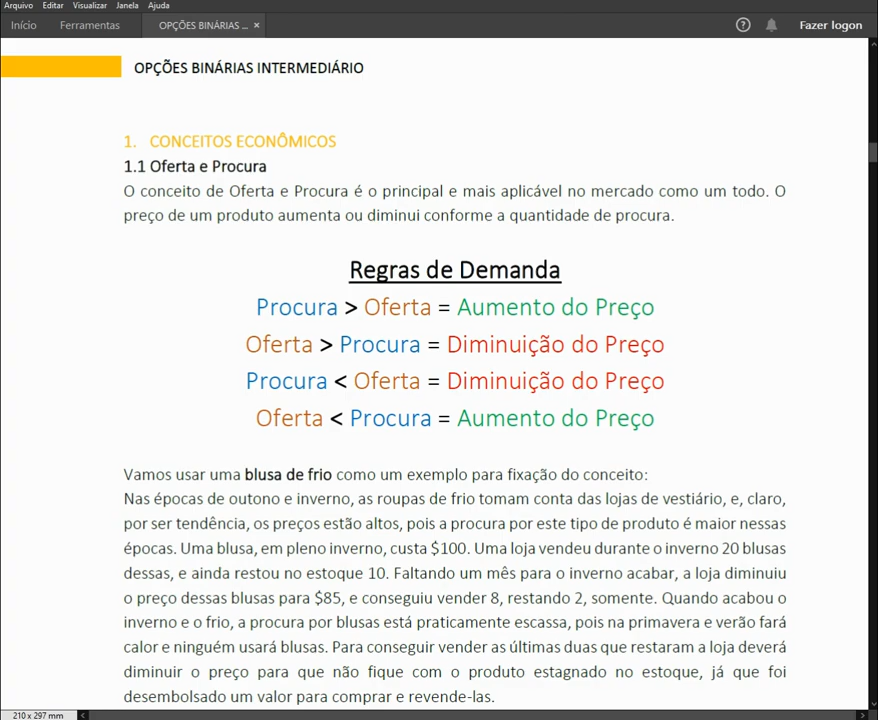 Arquivo Editar Visualizar Janela Ajuda
Início Ferramentas OPÇÕES BINÁRIAS ... × Fazer logon
OPÇÕES BINÁRIAS INTERMEDIÁRIO
1. CONCEITOS ECONÔMICOS
1.1 Oferta e Procura
O conceito de Oferta e Procura é o principal e mais aplicável no mercado como um todo. O
preço de um produto aumenta ou diminui conforme a quantidade de procura.
Regras de Demanda
Procura > Oferta = Aumento do Preço
Oferta > Procura = Diminuição do Preço
Procura < Oferta = Diminuição do Preço
Oferta < Procura = Aumento do Preço
Vamos usar uma blusa de frio como um exemplo para fixação do conceito:
Nas épocas de outono e inverno, as roupas de frio tomam conta das lojas de vestiário, e, claro,
por ser tendência, os preços estão altos, pois a procura por este tipo de produto é maior nessas
épocas. Uma blusa, em pleno inverno, custa $100. Uma loja vendeu durante o inverno 20 blusas
dessas, e ainda restou no estoque 10. Faltando um mês para o inverno acabar, a loja diminuiu
o preço dessas blusas para $85, e conseguiu vender 8, restando 2, somente. Quando acabou o
inverno e o frio, a procura por blusas está praticamente escassa, pois na primavera e verão fará
calor e ninguém usará blusas. Para conseguir vender as últimas duas que restaram a loja deverá
diminuir o preço para que não fique com o produto estagnado no estoque, já que foi
desembolsado um valor para comprar e revende-las.
210 x 297 mm